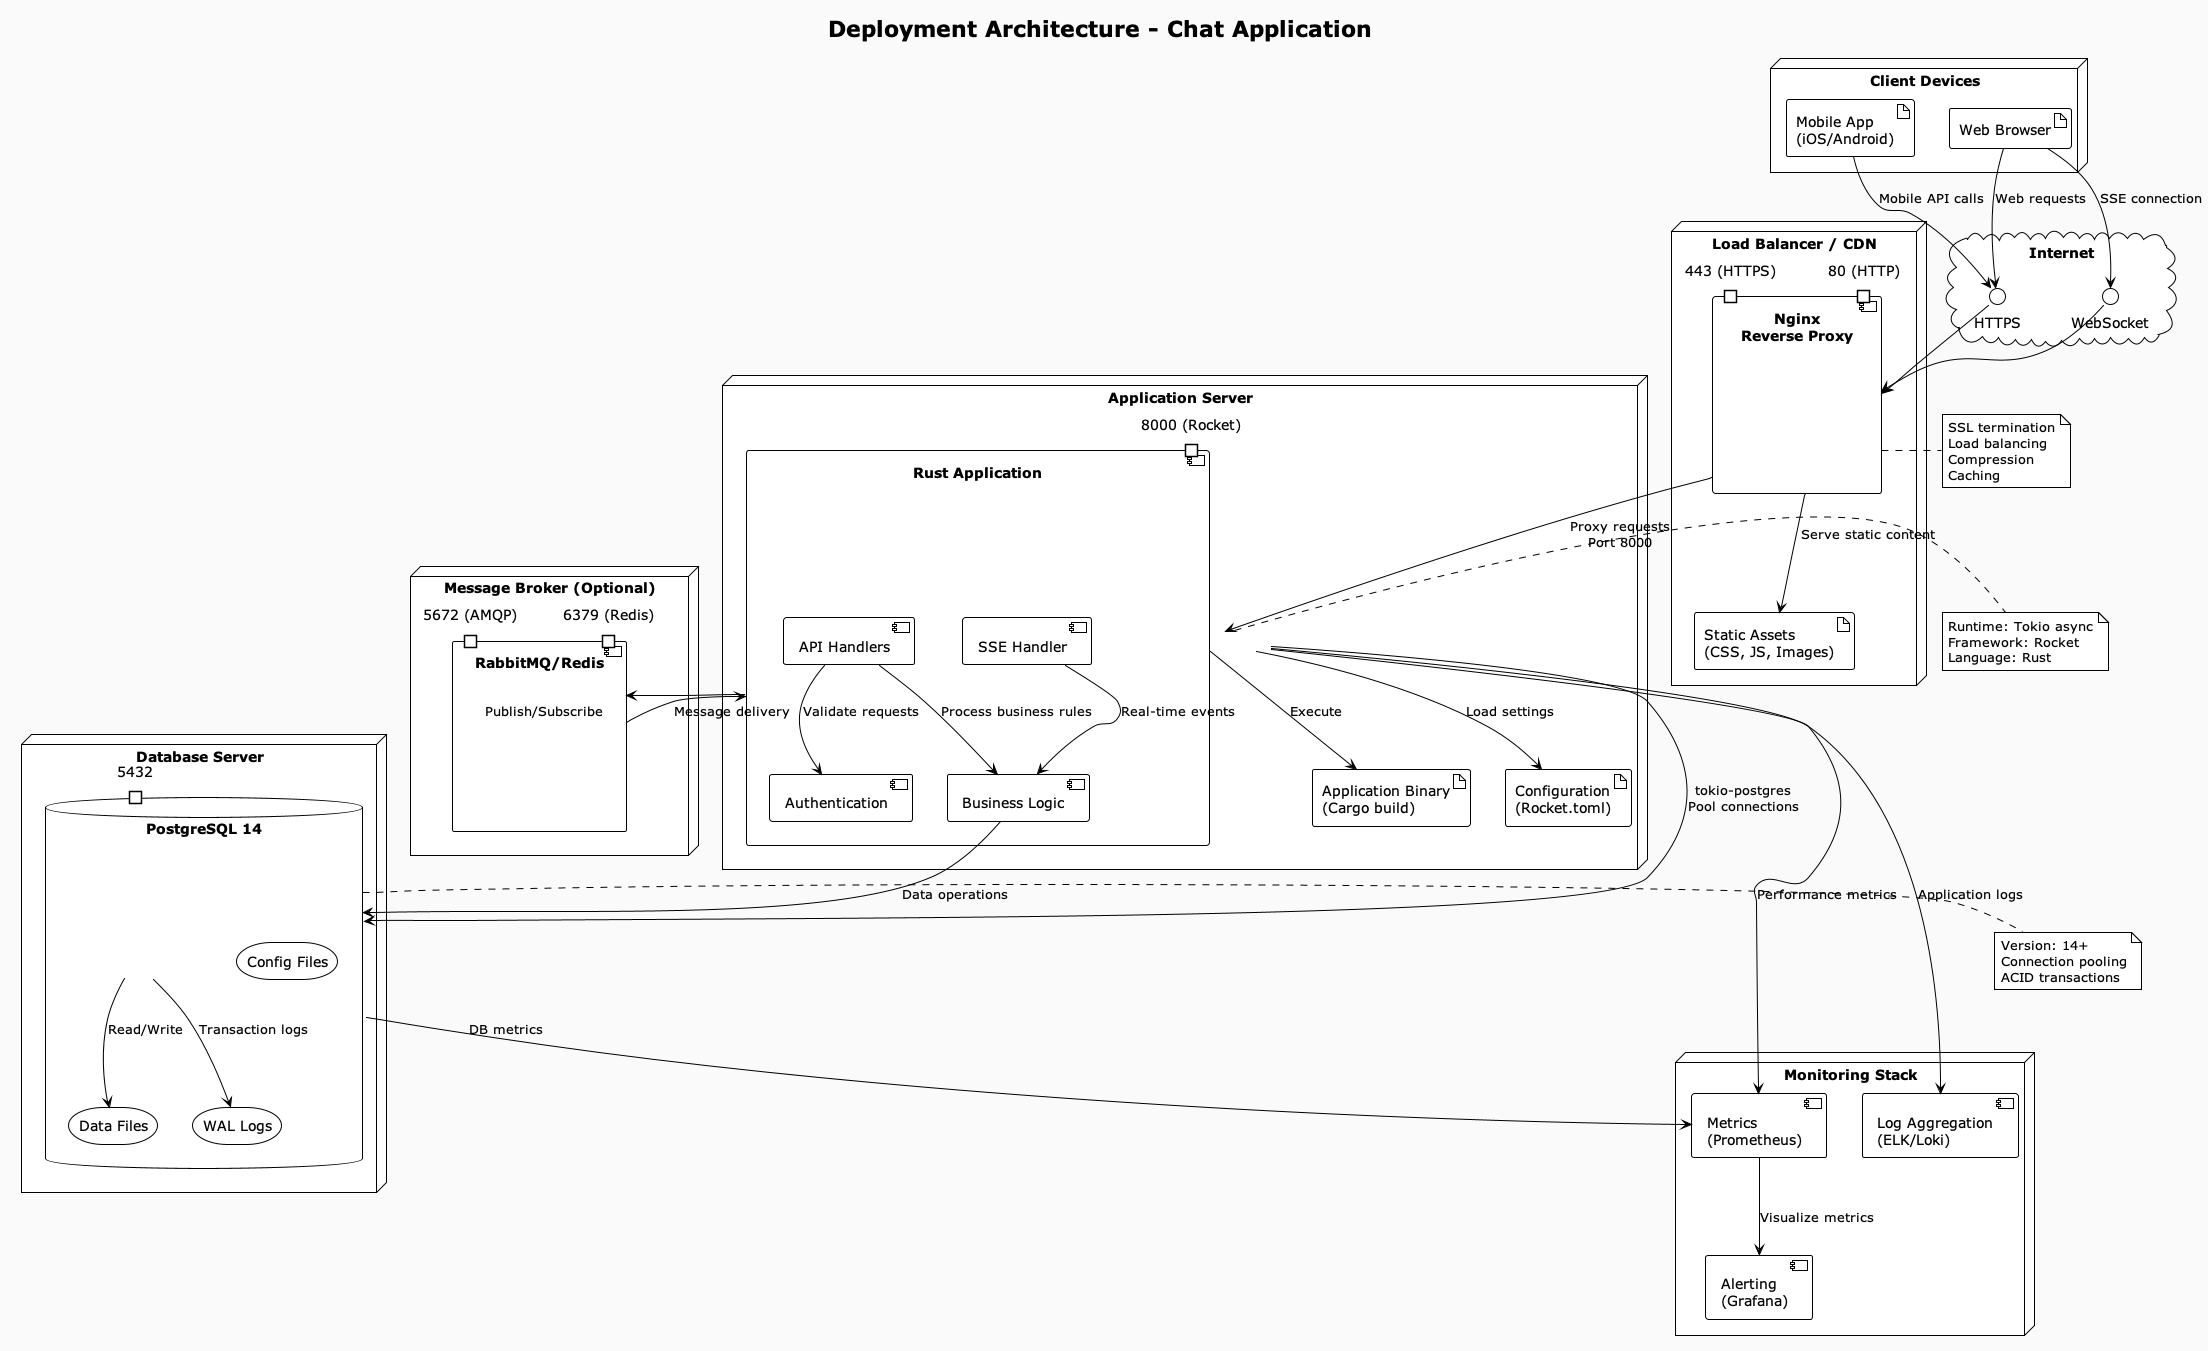 Deployment Architecture - Chat Application
Client Devices
Mobile App
(iOS/Android)
Web Browser
Mobile API calls
Web requests
SSE connection
Load Balancer / CDN
443 (HTTPS)
80 (HTTP)
Nginx
Reverse Proxy
Internet
HTTPS
WebSocket
SSL termination
Load balancing
Compression
Caching
Application Server
8000 (Rocket)
Rust Application
Proxy requests
Port 8000
Serve static content
Static Assets
(CSS, JS, Images)
Runtime: Tokio async
Framework: Rocket
Language: Rust
Message Broker (Optional)
5672 (AMQP)
6379 (Redis)
RabbitMQ/Redis
Publish/Subscribe
Message delivery
API Handlers
SSE Handler
Validate requests
Process business rules
Real-time events
Execute
Load settings
Authentication
Business Logic
Application Binary
(Cargo build)
Configuration
(Rocket.toml)
tokio-postgres
Pool connections
Database Server
5432
PostgreSQL 14
Data operations
Performance metrics
Application logs
Version: 14+
Connection pooling
ACID transactions
Config Files
Read/Write
Transaction logs
DB metrics
Data Files
WAL Logs
Monitoring Stack
Metrics
(Prometheus)
Log Aggregation
(ELK/Loki)
Visualize metrics
Alerting
(Grafana)